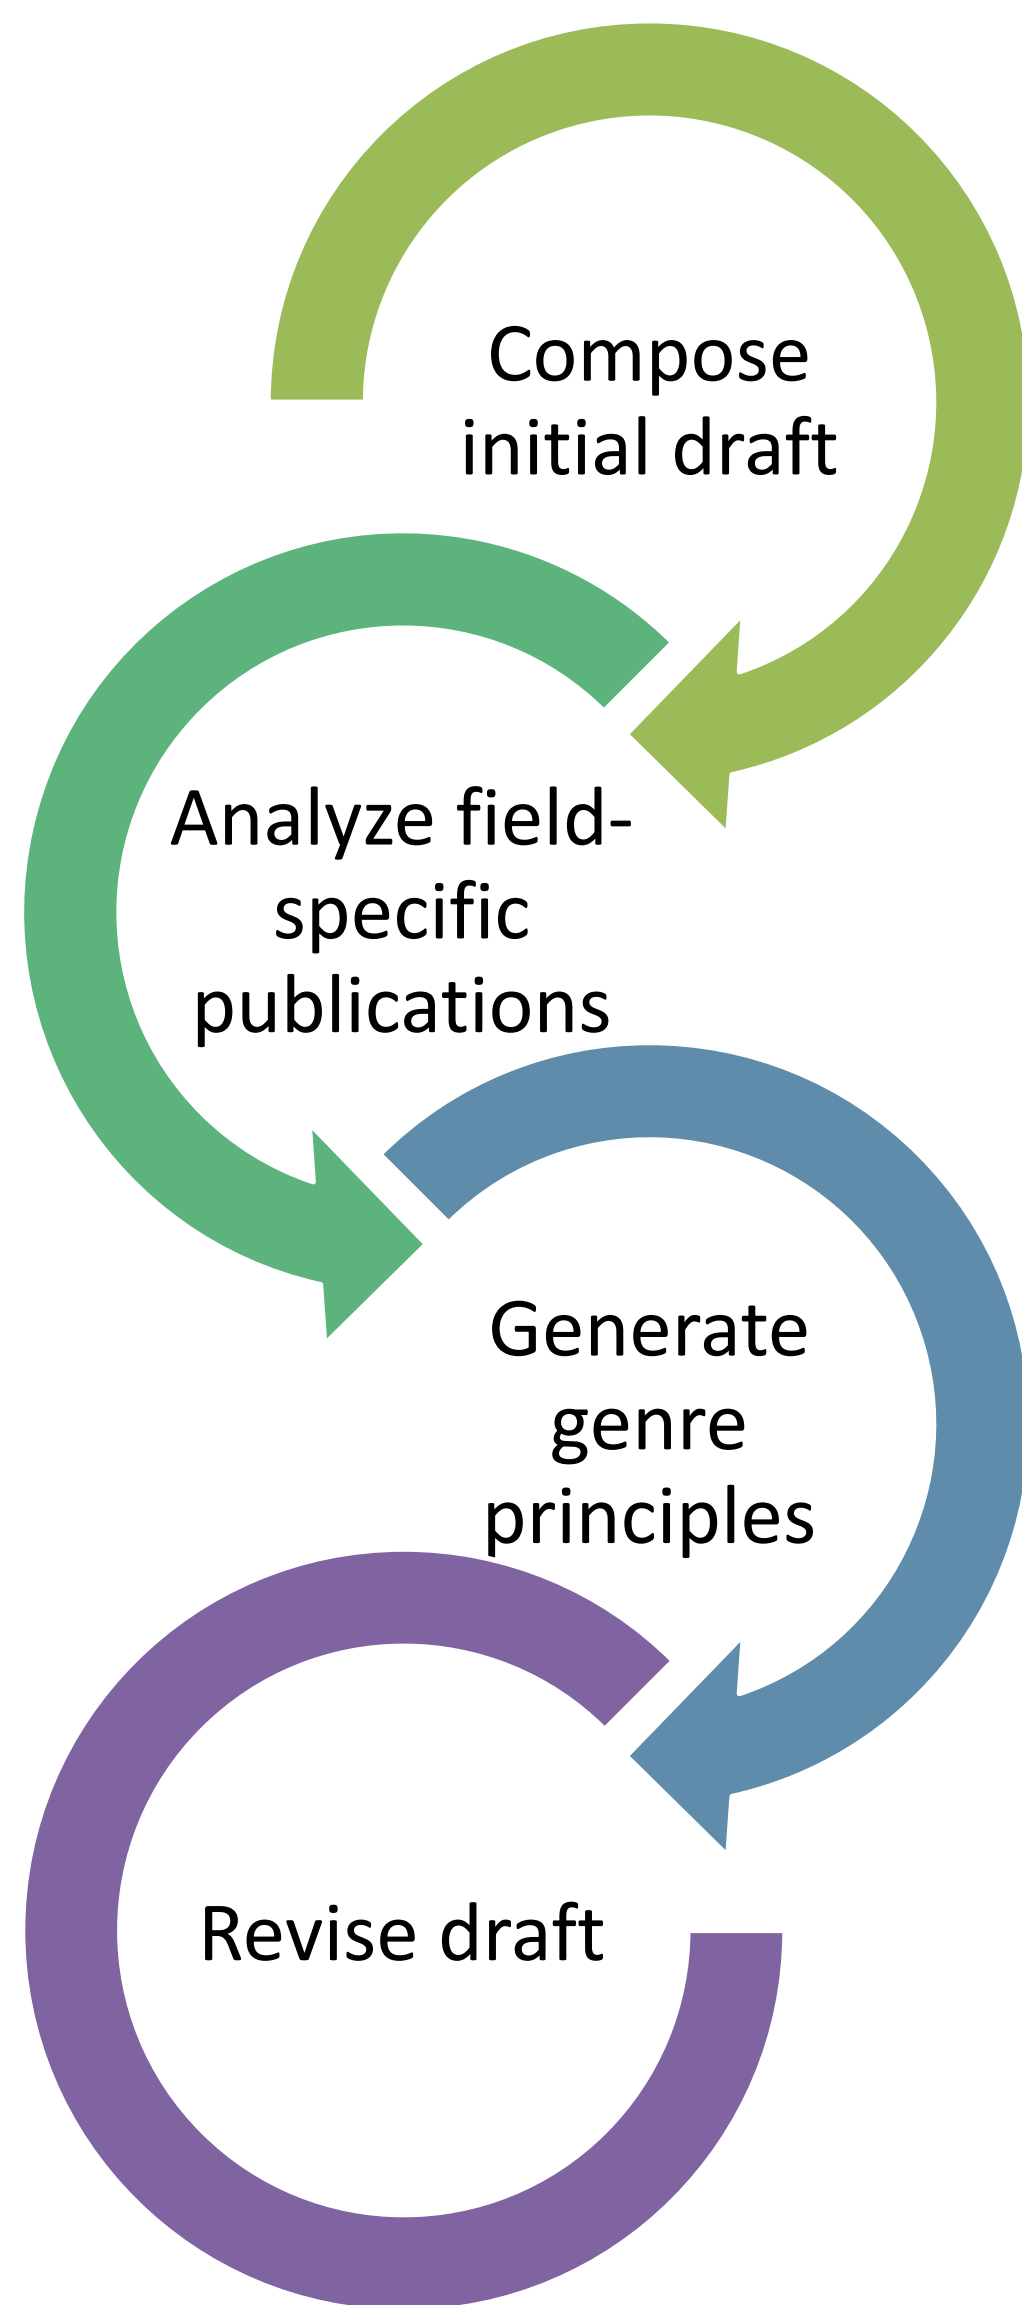 Compose
initial draft
Analyze field-
specific
publications
Generate
genre
principles
Revise draft